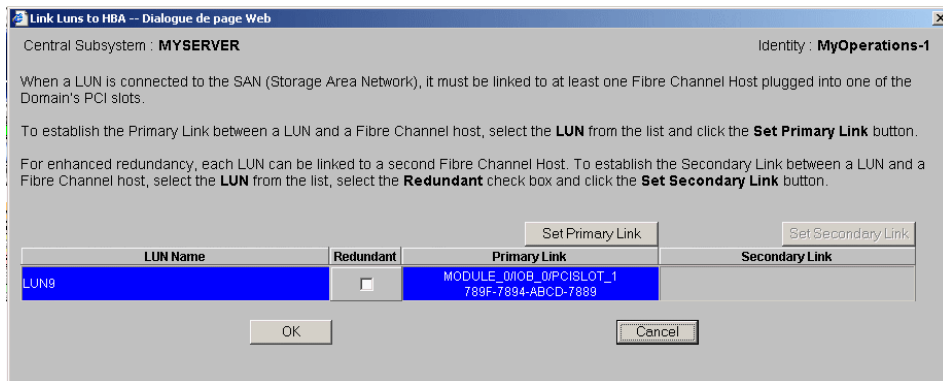 Link Luns to HBA -- Dialogue de page Web
Central Subsystem : MYSERVER Identity : MyOperations-1
When a LUN is connected to the SAN (Storage Area Network), it must be linked to at least one Fibre Channel Host plugged into one of the
Domain's PCI slots.
To establish the Primary Link between a LUN and a Fibre Channel host, select the LUN from the list and click the Set Primary Link button.
For enhanced redundancy, each LUN can be linked to a second Fibre Channel Host. To establish the Secondary Link between a LUN and a
Fibre Channel host, select the LUN from the list, select the Redundant check box and click the Set Secondary Link button.
Set Primary Link Set Secondary Link
LUN Name Redundant Primary Link Secondary Link
LUN9 MODULE_0/IOB_0/PCISLOT_1
789F-7894-ABCD-7889
OK Cancel